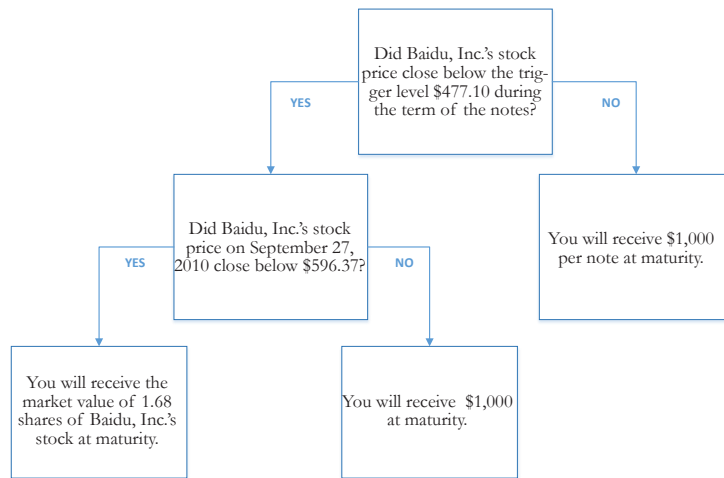 Did Baidu, Inc.'s stock
price close below the trig-
ger level $477.10 during
the term of the notes?
YES
NO
Did Baidu, Inc.'s stock
price on September 27,
2010 close below $596.37?
You will receive $1,000
per note at maturity.
YES
NO
You will receive the
market value of 1.68
shares of Baidu, Inc.'s
stock at maturity.
You will receive $1,000
at maturity.